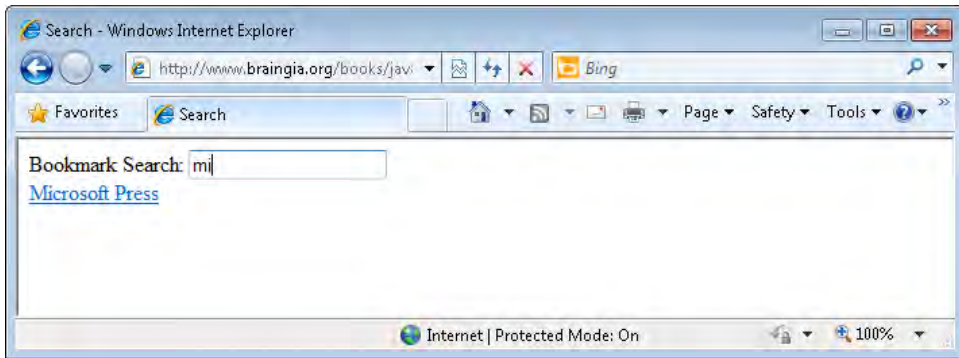 Search - Windows Internet Explorer
http://www.braingia.org/books/jav
Bing
Favorites
Search
Page
Safety
Tools
Bookmark Search: mi
Microsoft Press
Internet | Protected Mode: On
100%